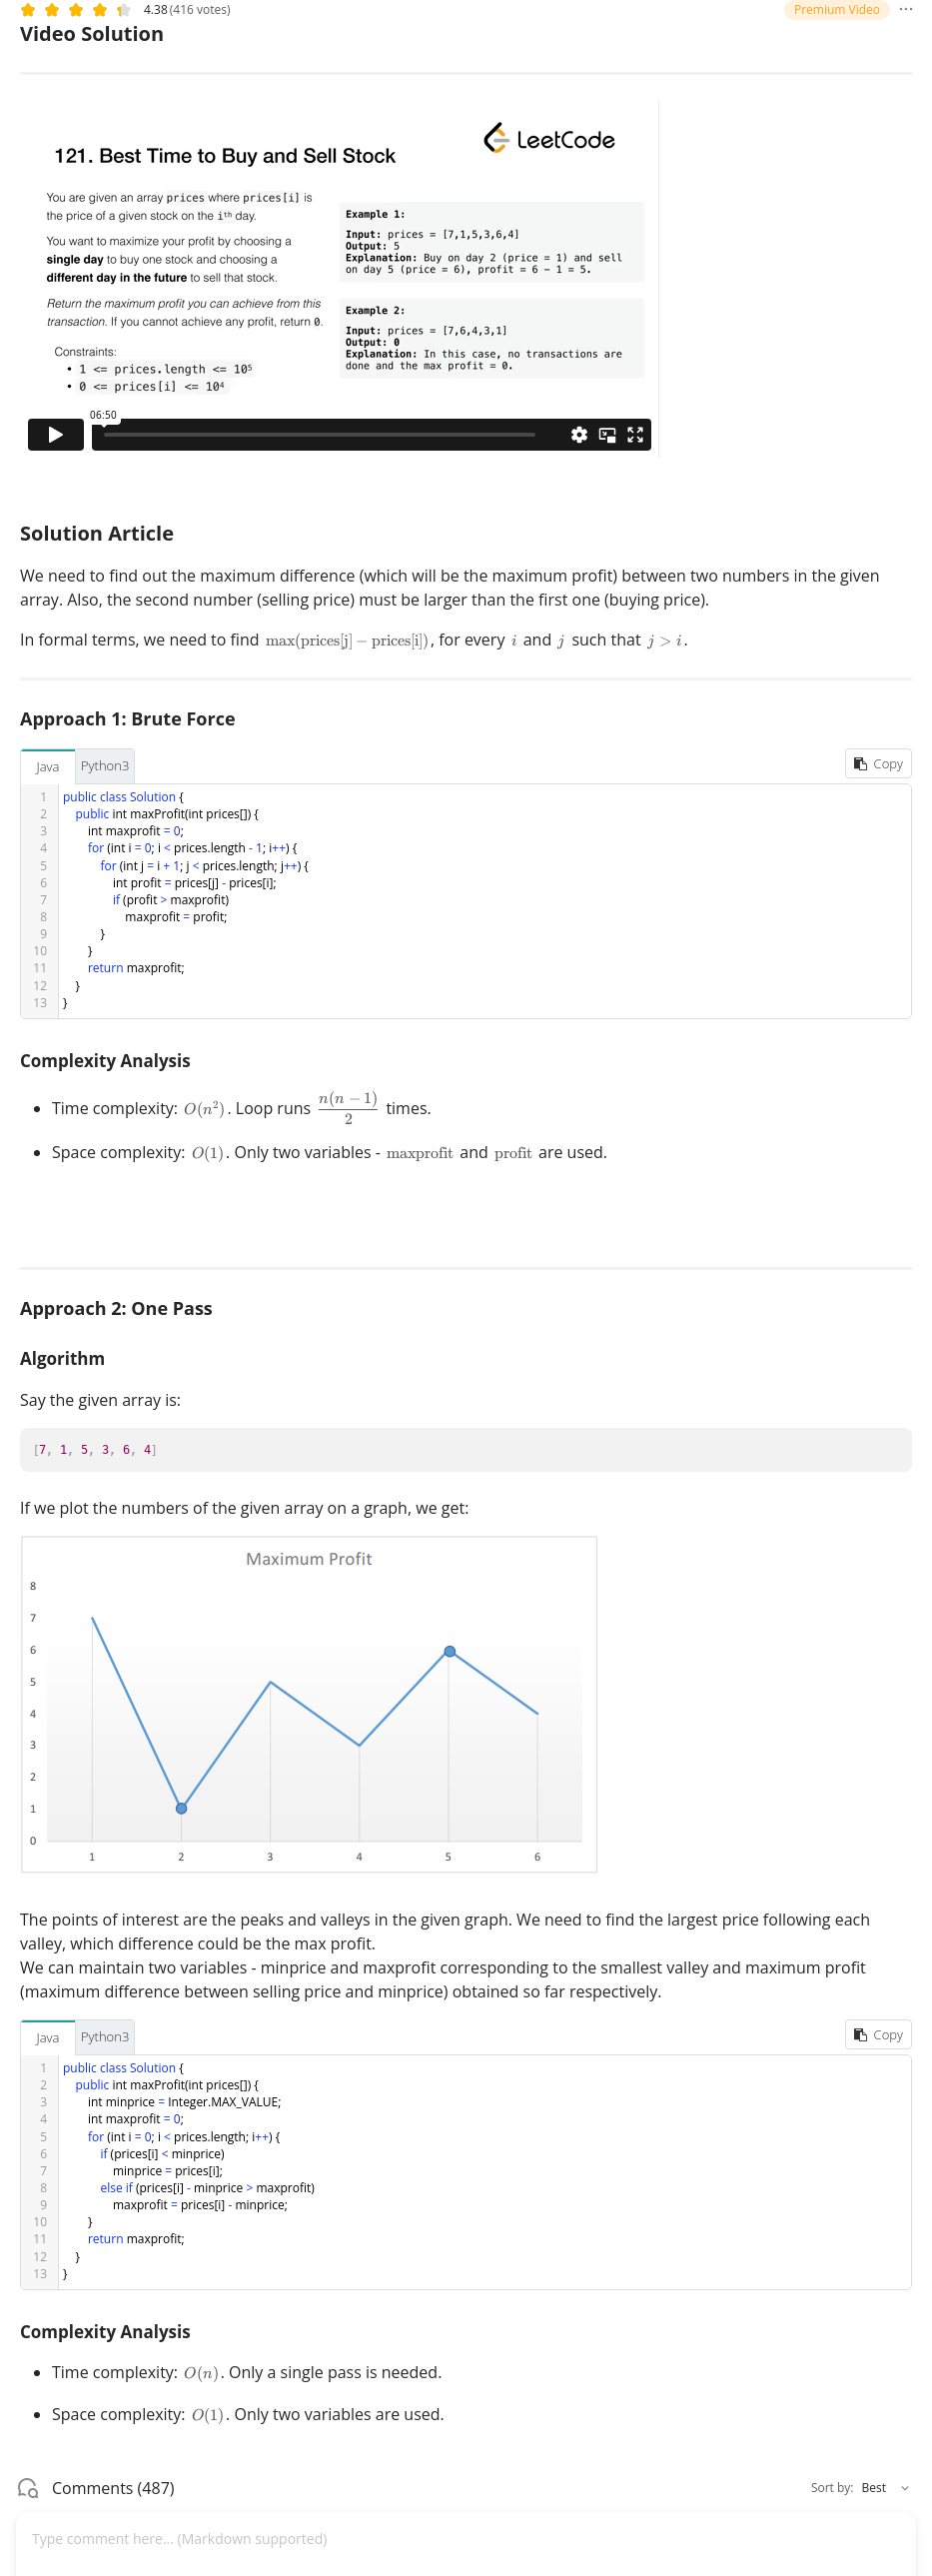 4.38 (416 votes)
Premium Video
Video Solution
LeetCode
121. Best Time to Buy and Sell Stock
You are given an array prices where prices[i] is
the price of a given stock on the iᵗʰ day.
You want to maximize your profit by choosing a
single day to buy one stock and choosing a
different day in the future to sell that stock.
Return the maximum profit you can achieve from this
transaction. If you cannot achieve any profit, return 0.
Constraints:
• 1 <= prices.length <= 10⁵
• 0 <= prices[i] <= 10⁴
Example 1:
Input: prices = [7,1,5,3,6,4]
Output: 5
Explanation: Buy on day 2 (price = 1) and sell
on day 5 (price = 6), profit = 6 - 1 = 5.
Example 2:
Input: prices = [7,6,4,3,1]
Output: 0
Explanation: In this case, no transactions are
done and the max profit = 0.
06:50
Solution Article
We need to find out the maximum difference (which will be the maximum profit) between two numbers in the given
array. Also, the second number (selling price) must be larger than the first one (buying price).
In formal terms, we need to find max(prices[j] − prices[i]), for every i and j such that j > i.
Approach 1: Brute Force
Java Python3 Copy
1 public class Solution {
2 public int maxProfit(int prices[]) {
3 int maxprofit = 0;
4 for (int i = 0; i < prices.length - 1; i++) {
5 for (int j = i + 1; j < prices.length; j++) {
6 int profit = prices[j] - prices[i];
7 if (profit > maxprofit)
8 maxprofit = profit;
9 }
10 }
11 return maxprofit;
12 }
13 }
Complexity Analysis
• Time complexity: O(n²). Loop runs n(n − 1)/2 times.
• Space complexity: O(1). Only two variables - maxprofit and profit are used.
Approach 2: One Pass
Algorithm
Say the given array is:
[7, 1, 5, 3, 6, 4]
If we plot the numbers of the given array on a graph, we get:
Maximum Profit
8
7
6
5
4
3
2
1
0
1 2 3 4 5 6
The points of interest are the peaks and valleys in the given graph. We need to find the largest price following each
valley, which difference could be the max profit.
We can maintain two variables - minprice and maxprofit corresponding to the smallest valley and maximum profit
(maximum difference between selling price and minprice) obtained so far respectively.
Java Python3 Copy
1 public class Solution {
2 public int maxProfit(int prices[]) {
3 int minprice = Integer.MAX_VALUE;
4 int maxprofit = 0;
5 for (int i = 0; i < prices.length; i++) {
6 if (prices[i] < minprice)
7 minprice = prices[i];
8 else if (prices[i] - minprice > maxprofit)
9 maxprofit = prices[i] - minprice;
10 }
11 return maxprofit;
12 }
13 }
Complexity Analysis
• Time complexity: O(n). Only a single pass is needed.
• Space complexity: O(1). Only two variables are used.
Comments (487)
Sort by: Best
Type comment here... (Markdown supported)